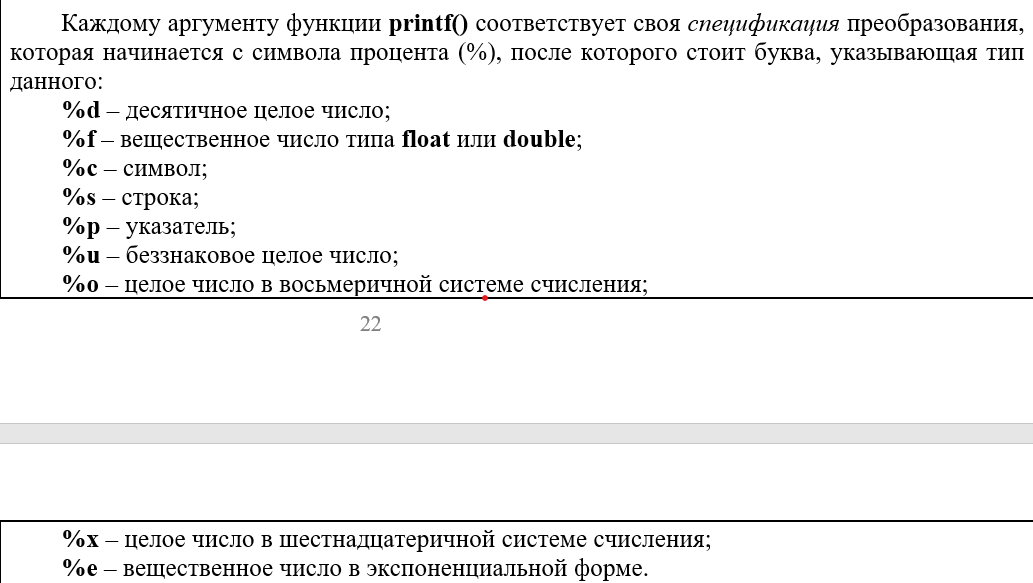 Каждому аргументу функции printf() соответствует своя спецификация преобразования,
которая начинается с символа процента (%), после которого стоит буква, указывающая тип
данного:
%d – десятичное целое число;
%f – вещественное число типа float или double;
%c – символ;
%s – строка;
%p – указатель;
%u – беззнаковое целое число;
%o – целое число в восьмеричной системе счисления;
22
%x – целое число в шестнадцатеричной системе счисления;
%e – вещественное число в экспоненциальной форме.